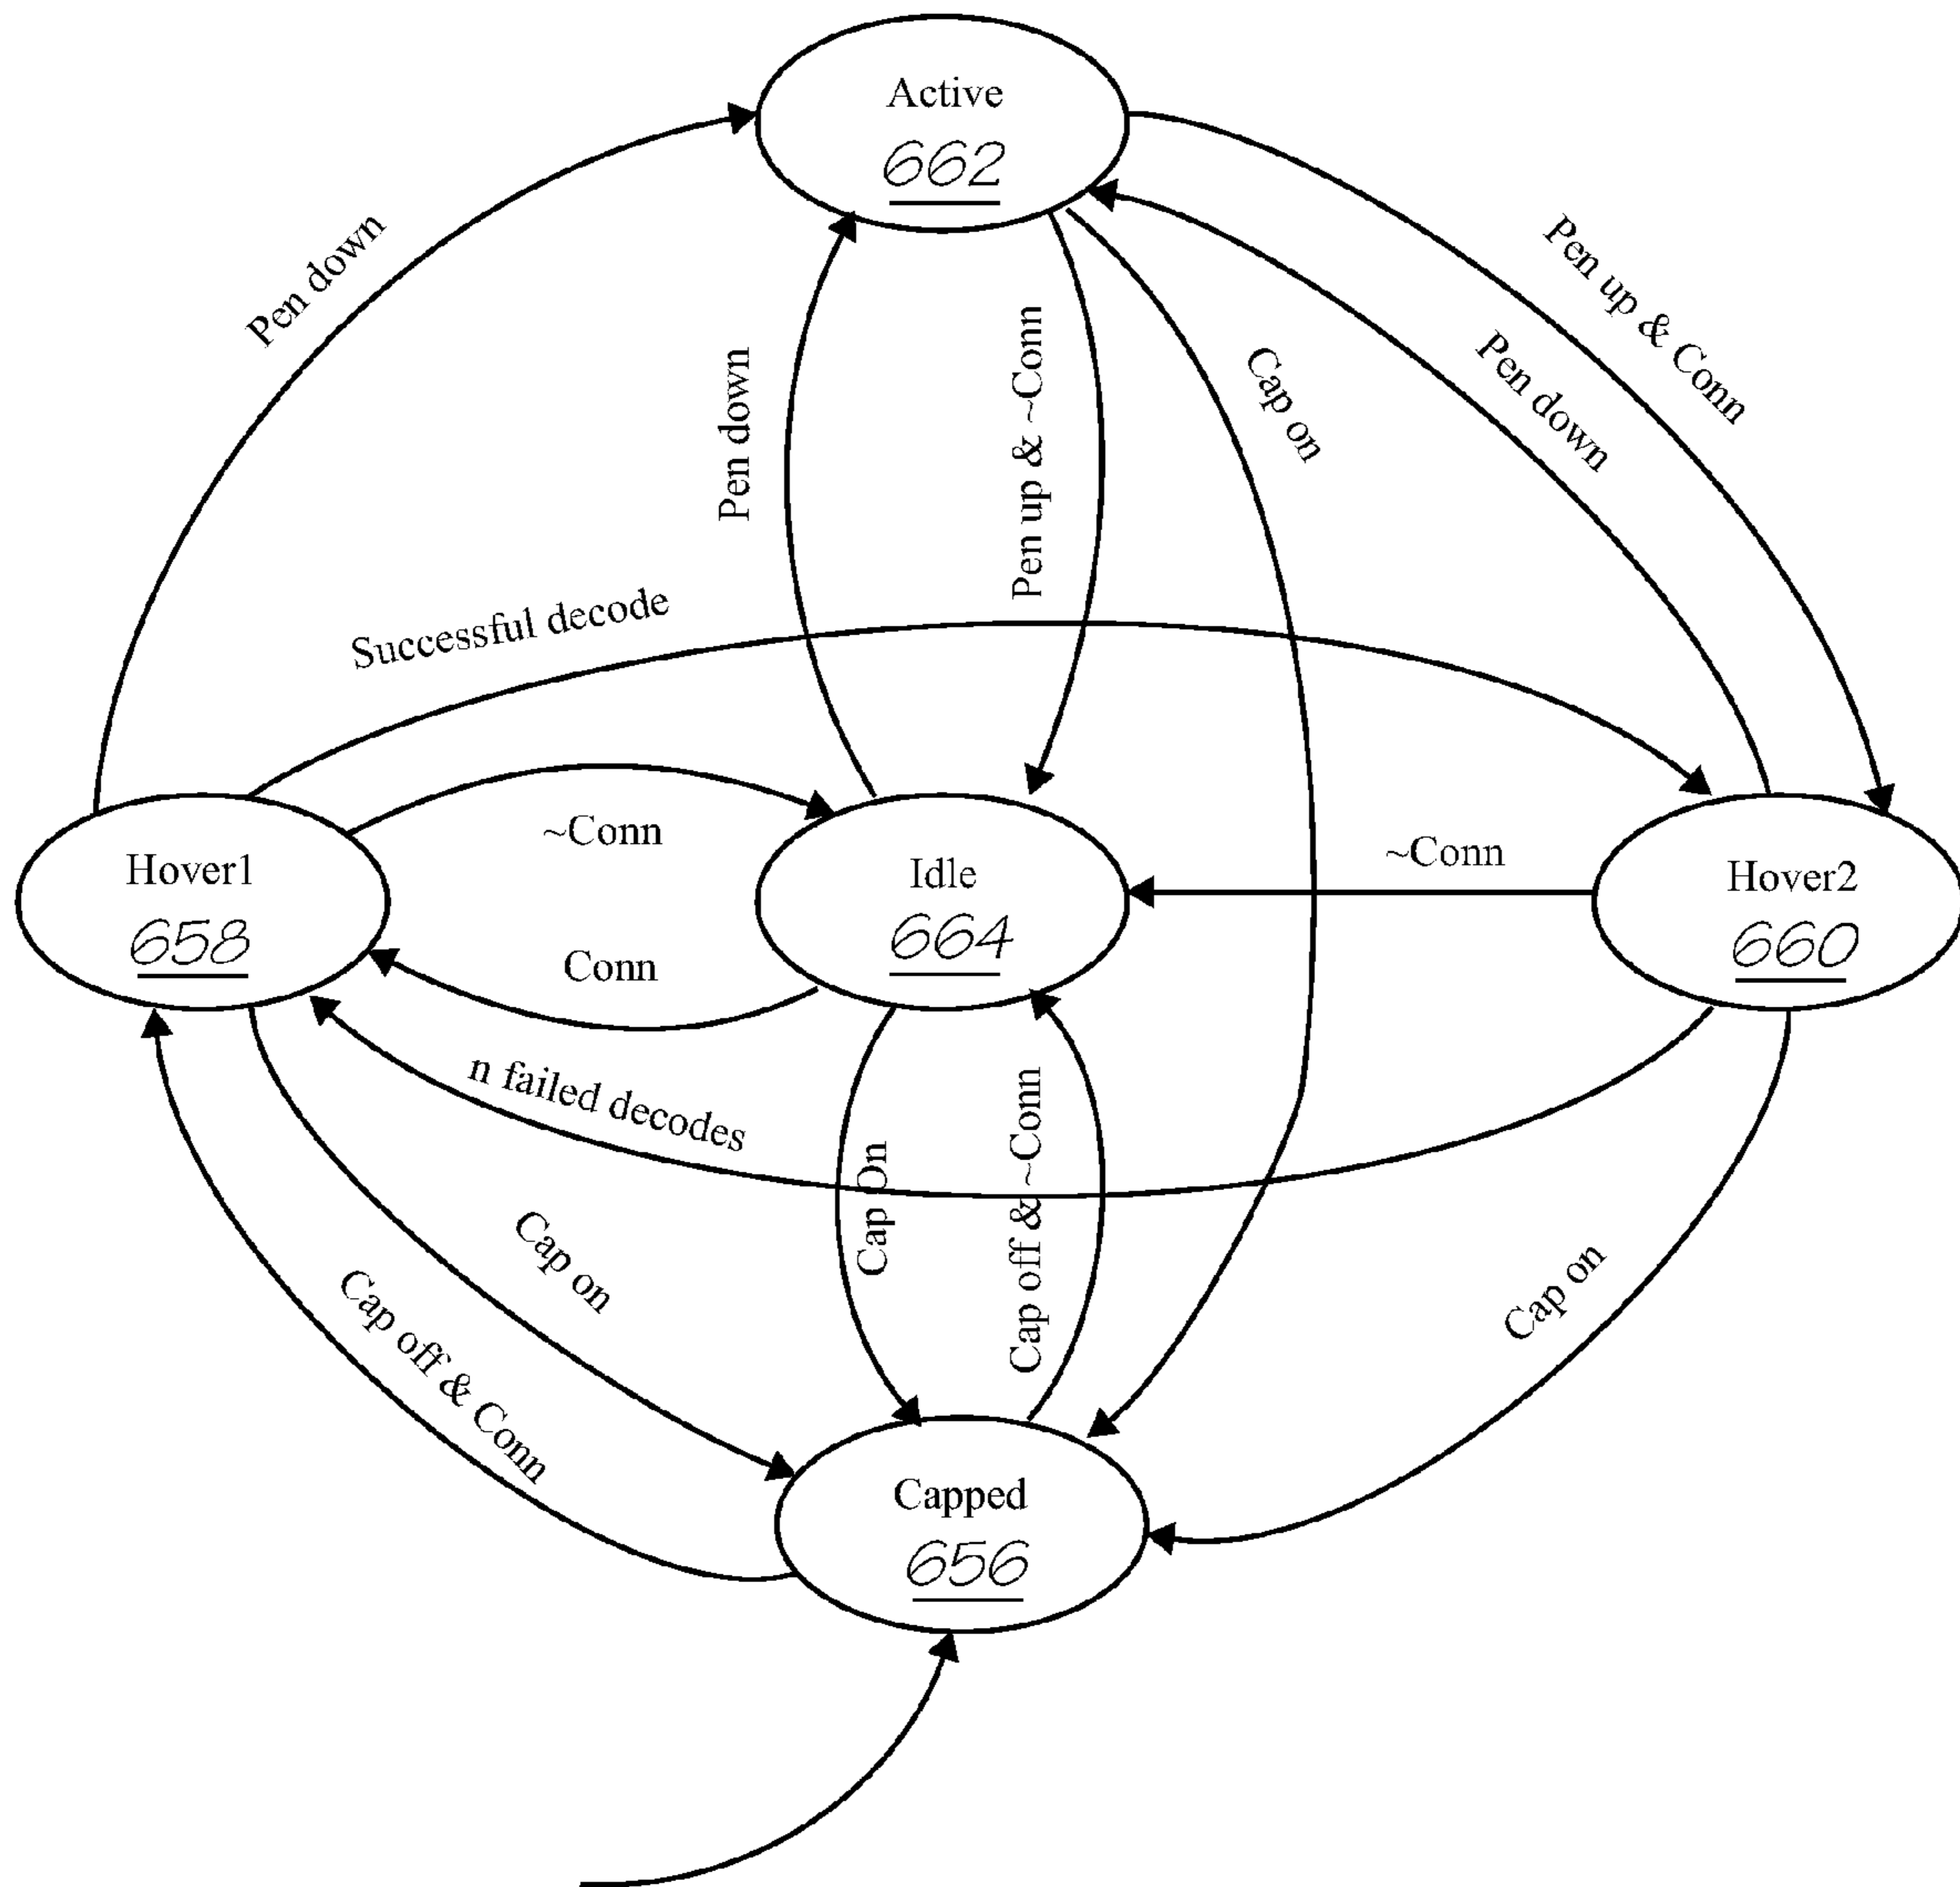 Active
662
Pen down
Pen up & Conn
Pen down
Pen up & ~Conn
Cap on
Pen down
Successful decode
~Conn
~Conn
Hover1
658
Idle
664
Hover2
660
Conn
n failed decodes
Cap On
Cap off & ~Conn
Cap on
Cap on
Cap off & Conn
Capped
656